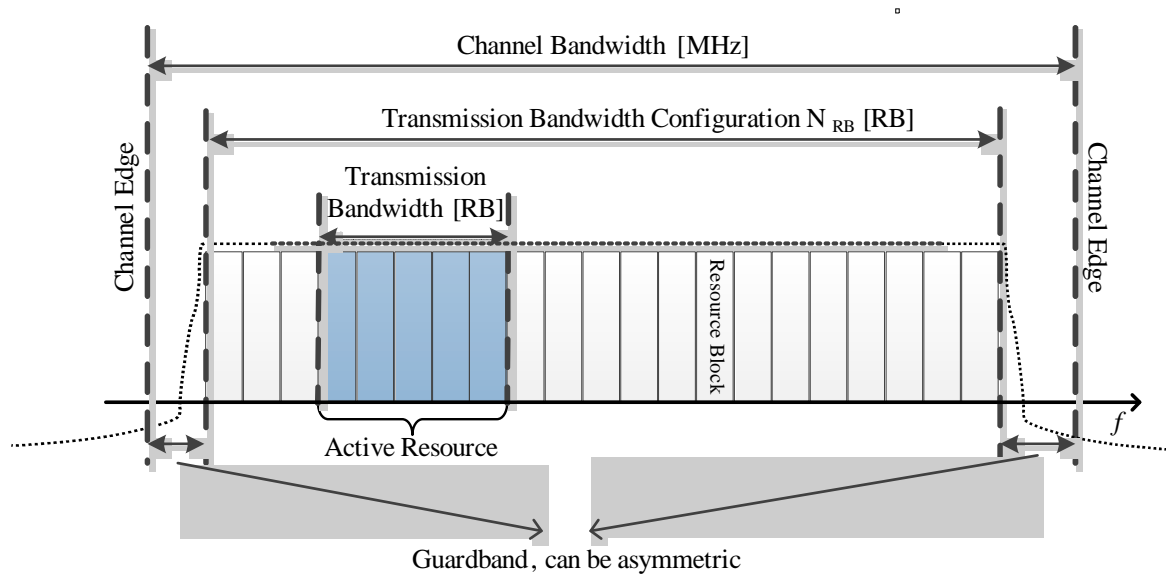 Channel Bandwidth [MHz]
Transmission Bandwidth Configuration N RB [RB]
Transmission
Bandwidth [RB]
Channel Edge
Channel Edge
Resource Block
f
Active Resource
Guardband, can be asymmetric